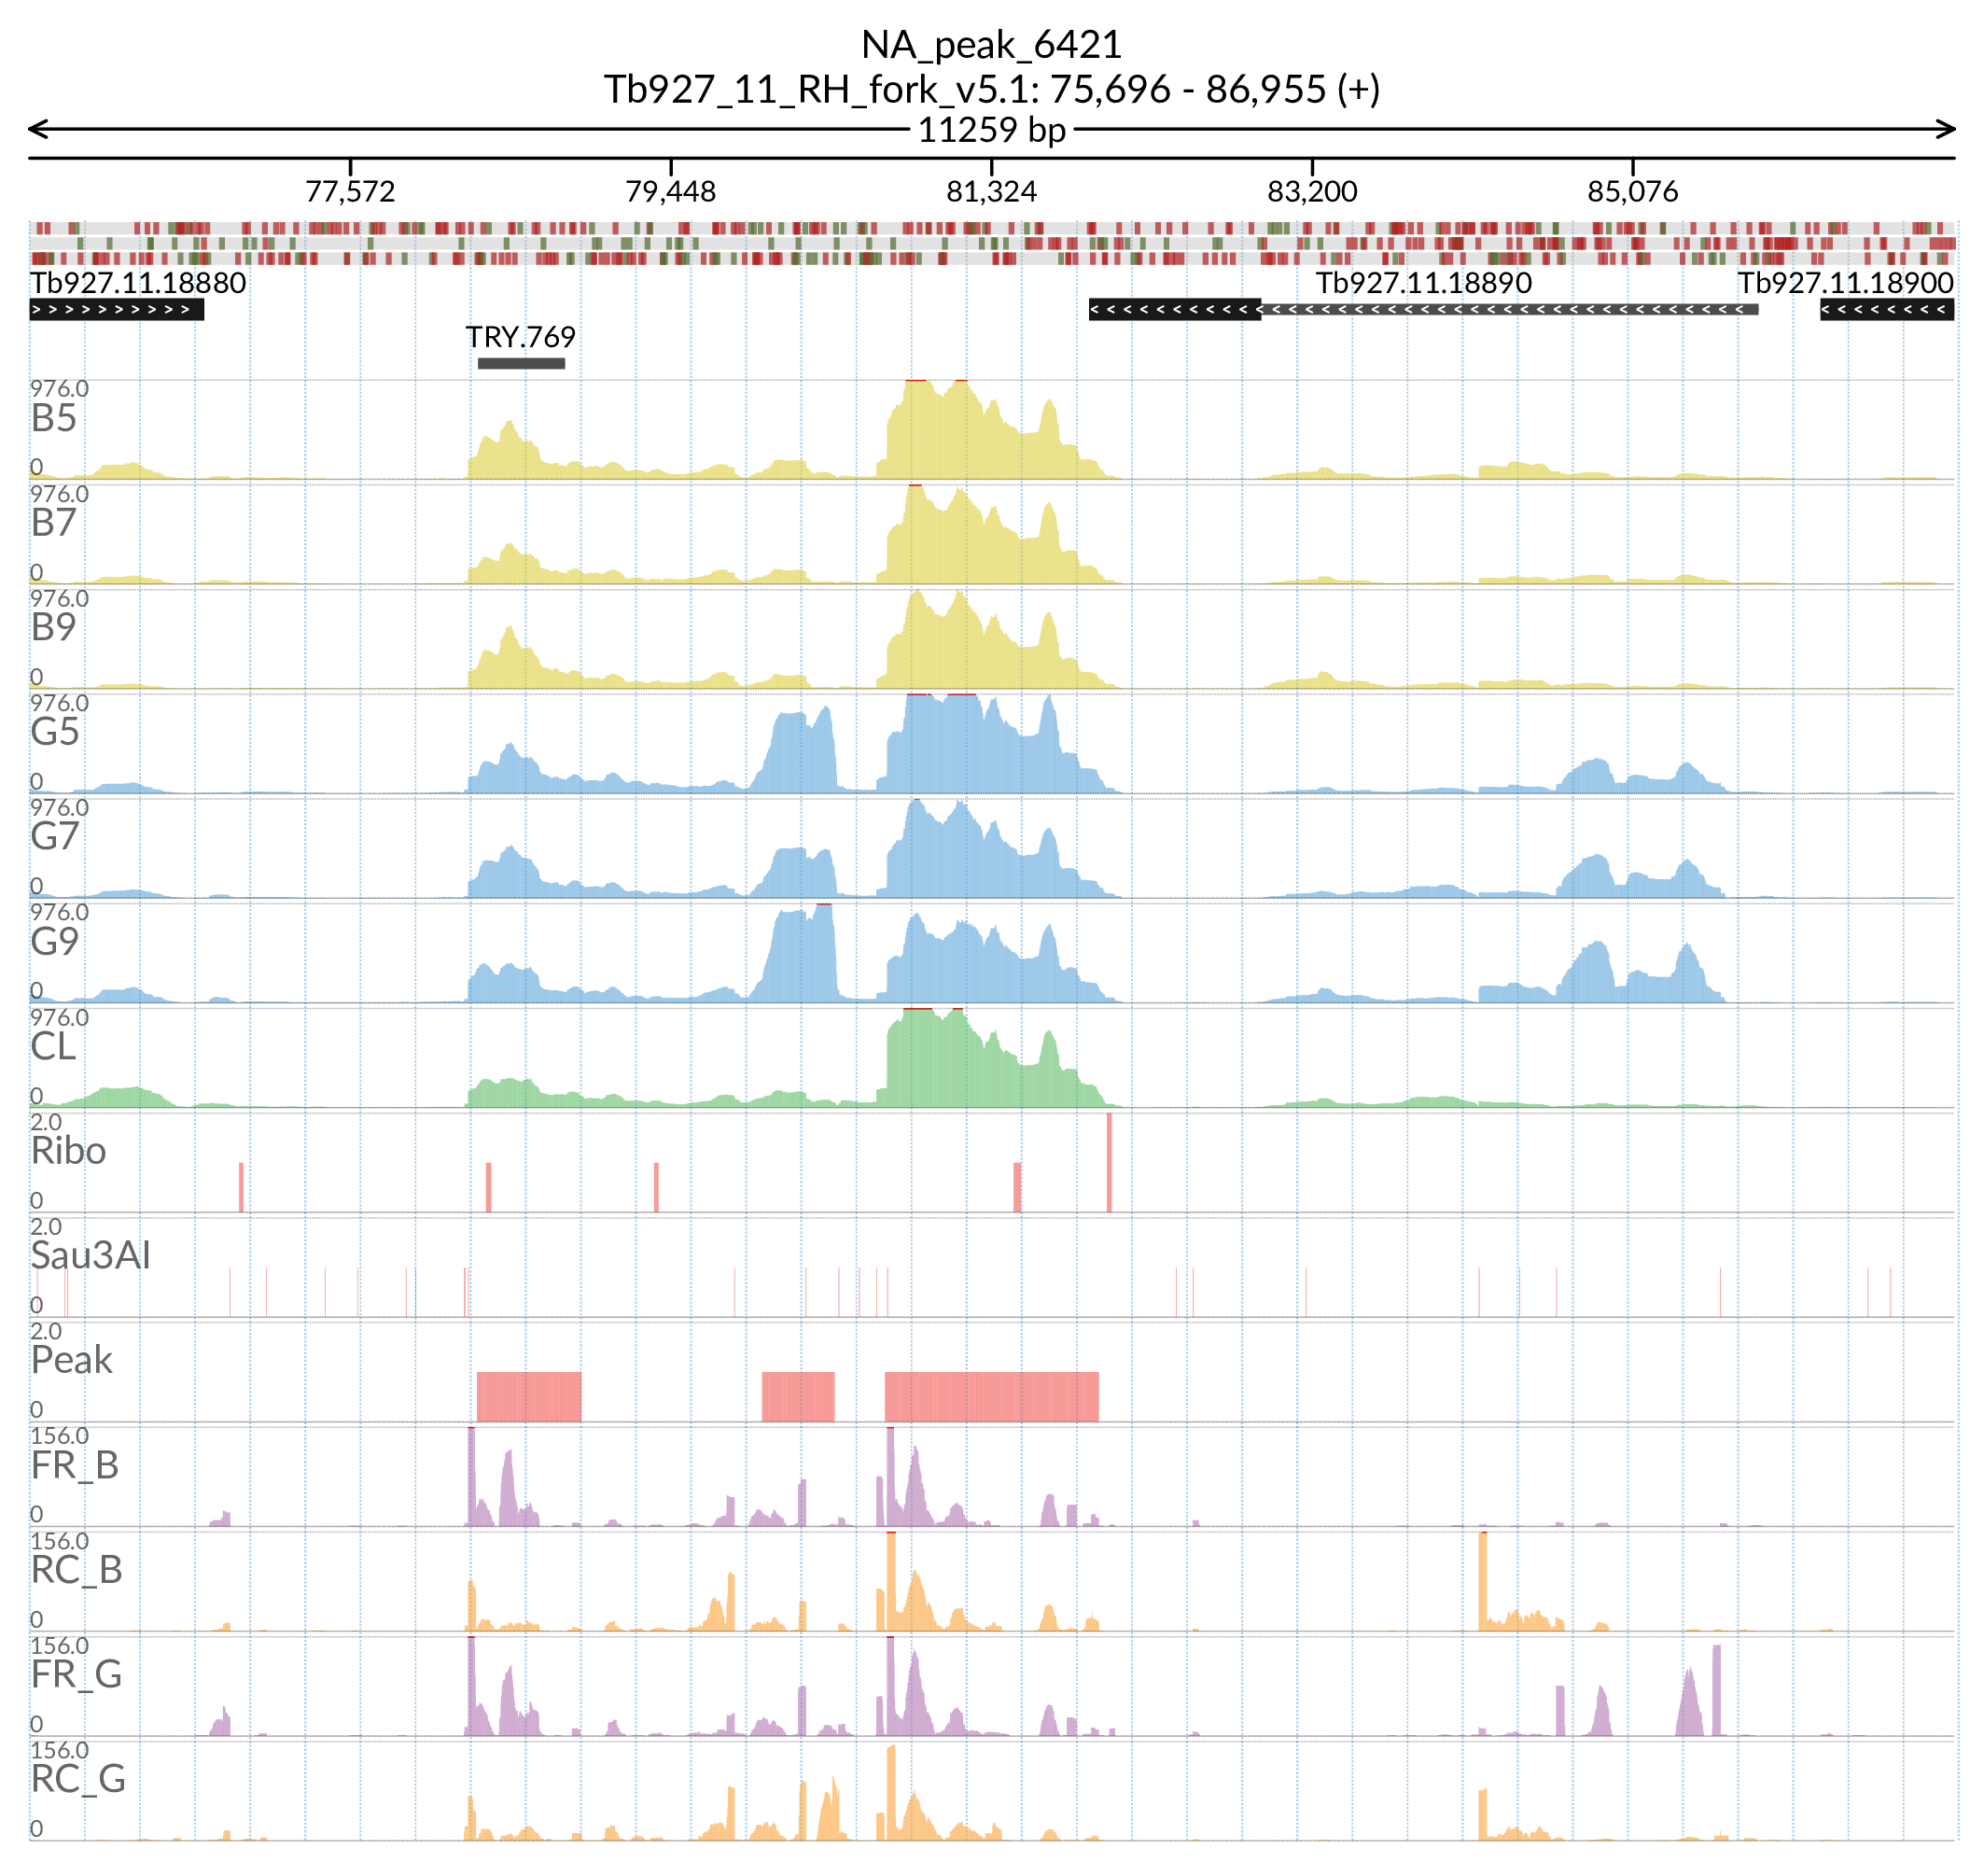 NA_peak_6421
Tb927_11_RH_fork_v5.1: 75,696 - 86,955 (+)
11259 bp
77,572 79,448 81,324 83,200 85,076
Tb927.11.18880 Tb927.11.18890 Tb927.11.18900
TRY.769
976.0
B5
0
976.0
B7
0
976.0
B9
0
976.0
G5
0
976.0
G7
0
976.0
G9
0
976.0
CL
0
2.0
Ribo
0
2.0
Sau3AI
0
2.0
Peak
0
156.0
FR_B
0
156.0
RC_B
0
156.0
FR_G
0
156.0
RC_G
0